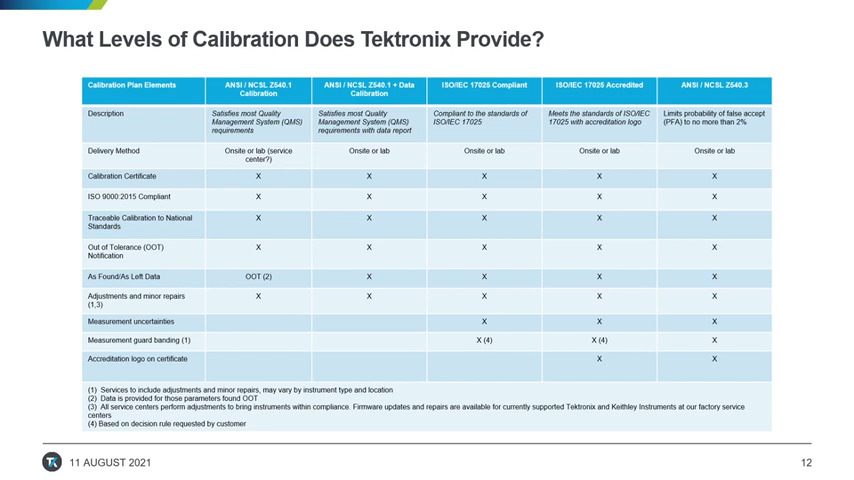 What Levels of Calibration Does Tektronix Provide?
Calibration Plan Elements
ANSI / NCSL Z540.1
Calibration
ANSI / NCSL Z540.1 + Data
Calibration
ISO/IEC 17025 Compliant
ISO/IEC 17025 Accredited
ANSI / NCSL Z540.3
Description
Satisfies most Quality
Management System (QMS)
requirements
Satisfies most Quality
Management System (QMS)
requirements with data report
Compliant to the standards of
ISO/IEC 17025
Meets the standards of ISO/IEC
17025 with accreditation logo
Limits probability of false accept
(PFA) to no more than 2%
Delivery Method
Onsite or lab (service
center?)
Onsite or lab
Onsite or lab
Onsite or lab
Onsite or lab
Calibration Certificate X X X X X
ISO 9000:2015 Compliant X X X X X
Traceable Calibration to National
Standards
X X X X X
Out of Tolerance (OOT)
Notification
X X X X X
As Found/As Left Data OOT (2) X X X X
Adjustments and minor repairs
(1,3)
X X X X X
Measurement uncertainties X X X
Measurement guard banding (1) X (4) X (4) X
Accreditation logo on certificate X X
(1) Services to include adjustments and minor repairs, may vary by instrument type and location
(2) Data is provided for those parameters found OOT
(3) All service centers perform adjustments to bring instruments within compliance. Firmware updates and repairs are available for currently supported Tektronix and Keithley Instruments at our factory service
centers
(4) Based on decision rule requested by customer
11 AUGUST 2021
12